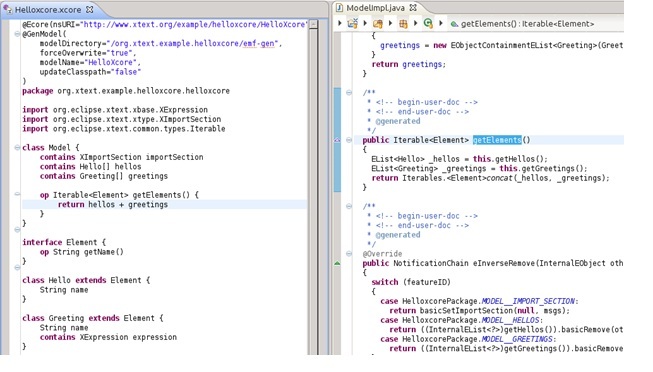 Helloxcore.xcore
@Ecore(nsURI="http://www.xtext.org/example/helloxcore/HelloXcore"
@GenModel(
modelDirectory="/org.xtext.example.helloxcore/emf-gen",
forceOverwrite="true",
modelName="HelloXcore",
updateClasspath="false"
)
package org.xtext.example.helloxcore.helloxcore
import org.eclipse.xtext.xbase.XExpression
import org.eclipse.xtext.xtype.XImportSection
import org.eclipse.xtext.common.types.Iterable
class Model {
contains XImportSection importSection
contains Hello[] hellos
contains Greeting[] greetings
op Iterable<Element> getElements() {
return hellos + greetings
}
}
interface Element {
op String getName()
}
class Hello extends Element {
String name
}
class Greeting extends Element {
String name
contains XExpression expression
}
ModelImpl.java
getElements() : Iterable<Element>
{
greetings = new EObjectContainmentEList<Greeting>(Greet
}
return greetings;
}
/**
* <!-- begin-user-doc -->
* <!-- end-user-doc -->
* @generated
*/
public Iterable<Element> getElements()
{
EList<Hello> _hellos = this.getHellos();
EList<Greeting> _greetings = this.getGreetings();
return Iterables.<Element>concat(_hellos, _greetings);
}
/**
* <!-- begin-user-doc -->
* <!-- end-user-doc -->
* @generated
*/
@Override
public NotificationChain eInverseRemove(InternalEObject oth
{
switch (featureID)
{
case HelloxcorePackage.MODEL__IMPORT_SECTION:
return basicSetImportSection(null, msgs);
case HelloxcorePackage.MODEL__HELLOS:
return ((InternalEList<?>)getHellos()).basicRemove(ot
case HelloxcorePackage.MODEL__GREETINGS:
return ((InternalEList<?>)getGreetings()).basicRemove